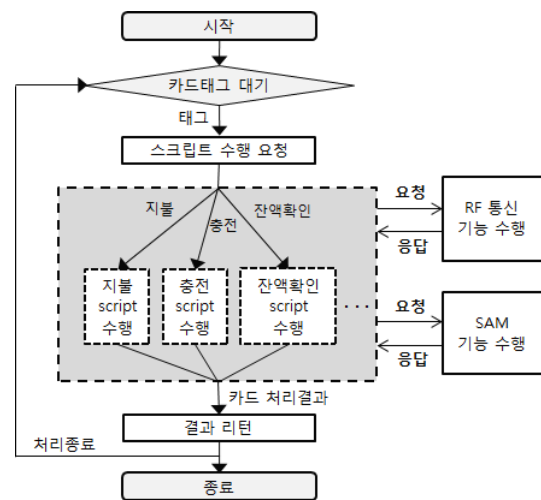 시작
카드태그 대기
태그
스크립트 수행 요청
지불
충전
잔액확인
요청
응답
RF 통신
기능 수행
지불
script
수행
충전
script
수행
잔액확인
script
수행
. . .
요청
응답
SAM
기능 수행
카드 처리결과
결과 리턴
처리종료
종료